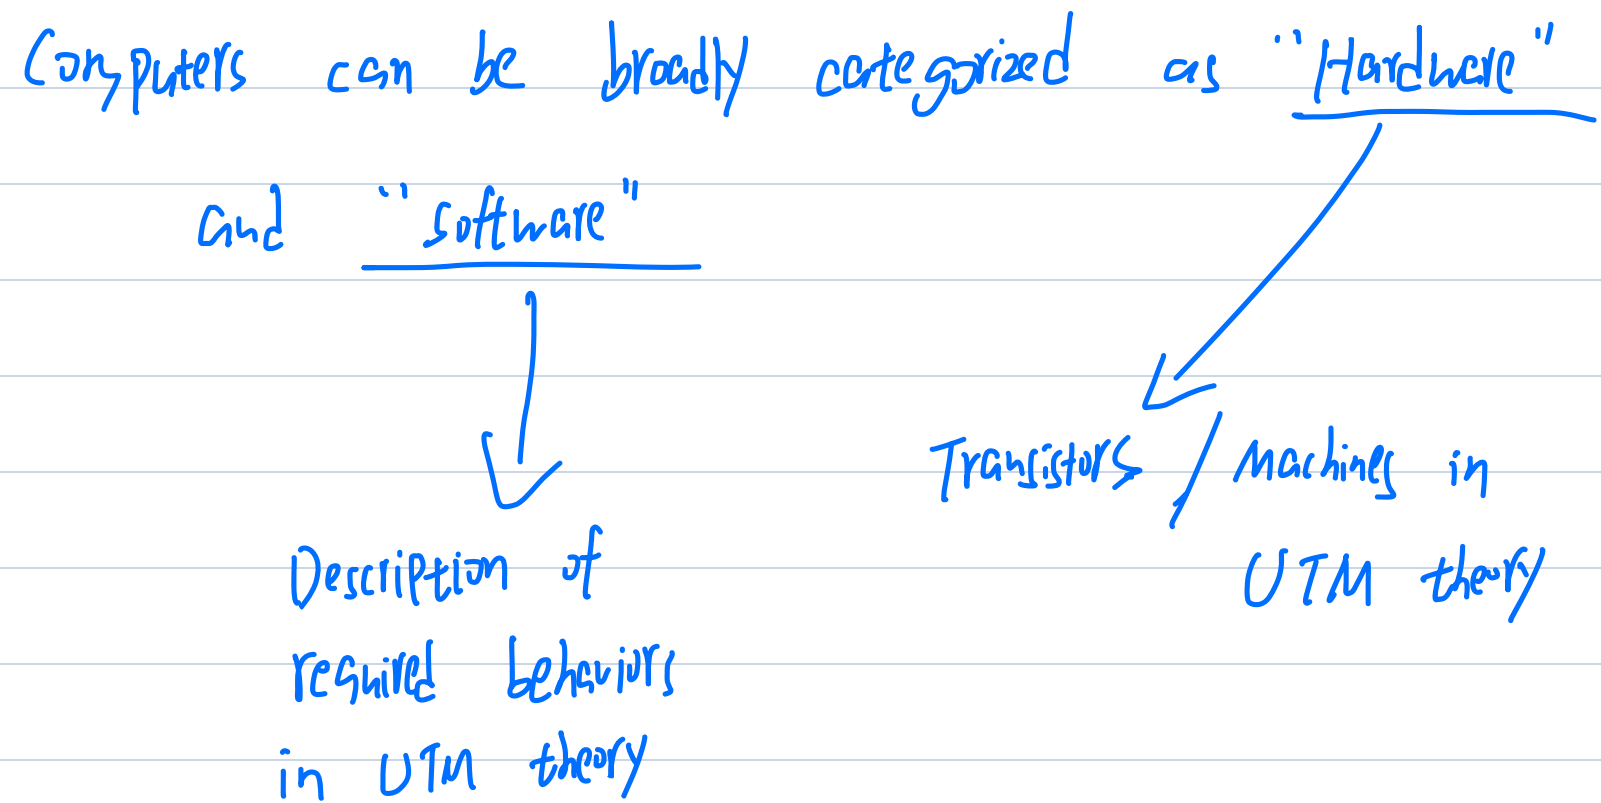 Computers can be broadly categorized as "Hardware"
and "software"
Transistors / Machines in
UTM theory
Description of
required behaviors
in UTM theory